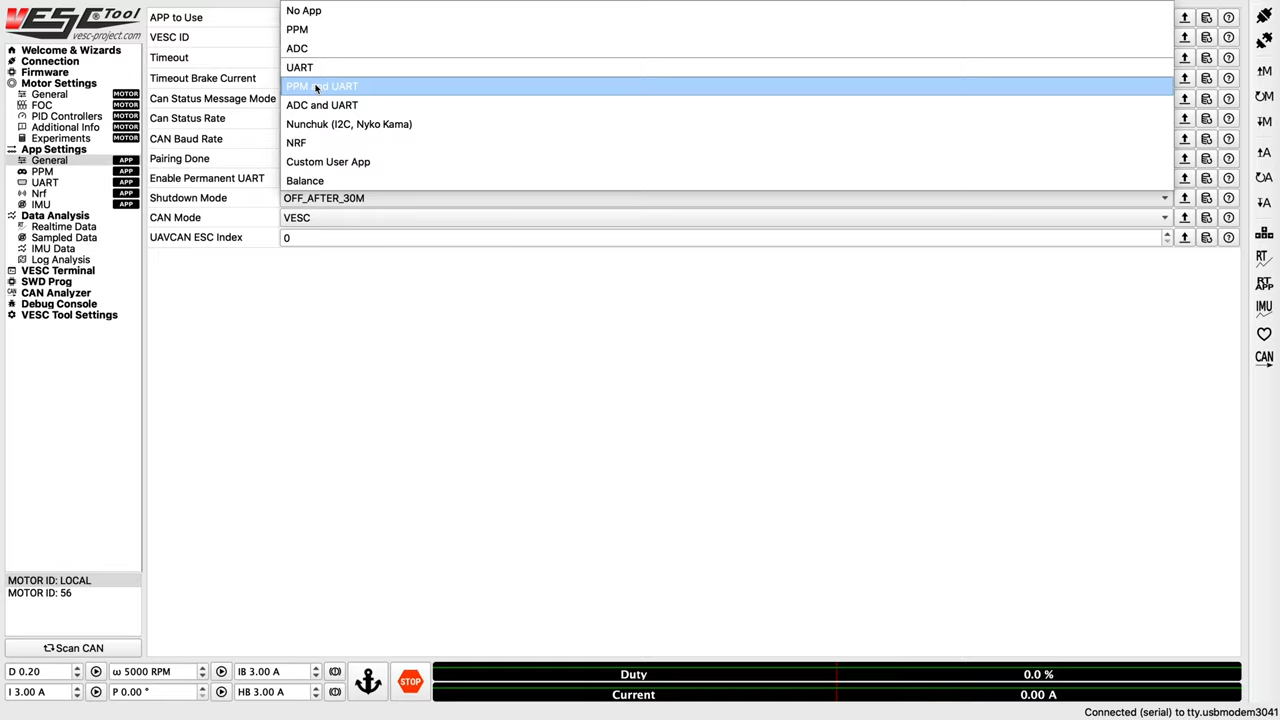 VESC Tool
vesc-project.com
Welcome & Wizards
Connection
Firmware
Motor Settings
General MOTOR
FOC MOTOR
PID Controllers MOTOR
Additional Info MOTOR
Experiments MOTOR
App Settings
General APP
PPM APP
UART APP
Nrf APP
IMU APP
Data Analysis
Realtime Data
Sampled Data
IMU Data
Log Analysis
VESC Terminal
SWD Prog
CAN Analyzer
Debug Console
VESC Tool Settings
MOTOR ID: LOCAL
MOTOR ID: 56
Scan CAN
APP to Use
VESC ID
Timeout
Timeout Brake Current
Can Status Message Mode
Can Status Rate
CAN Baud Rate
Pairing Done
Enable Permanent UART
Shutdown Mode OFF_AFTER_30M
CAN Mode VESC
UAVCAN ESC Index 0
No App
PPM
ADC
UART
PPM and UART
ADC and UART
Nunchuk (I2C, Nyko Kama)
NRF
Custom User App
Balance
M
M
M
A
A
A
RT
RT
APP
IMU
CAN
D 0.20 ω 5000 RPM IB 3.00 A
I 3.00 A P 0.00 ° HB 3.00 A
STOP
Duty 0.0 %
Current 0.00 A
Connected (serial) to tty.usbmodem3041